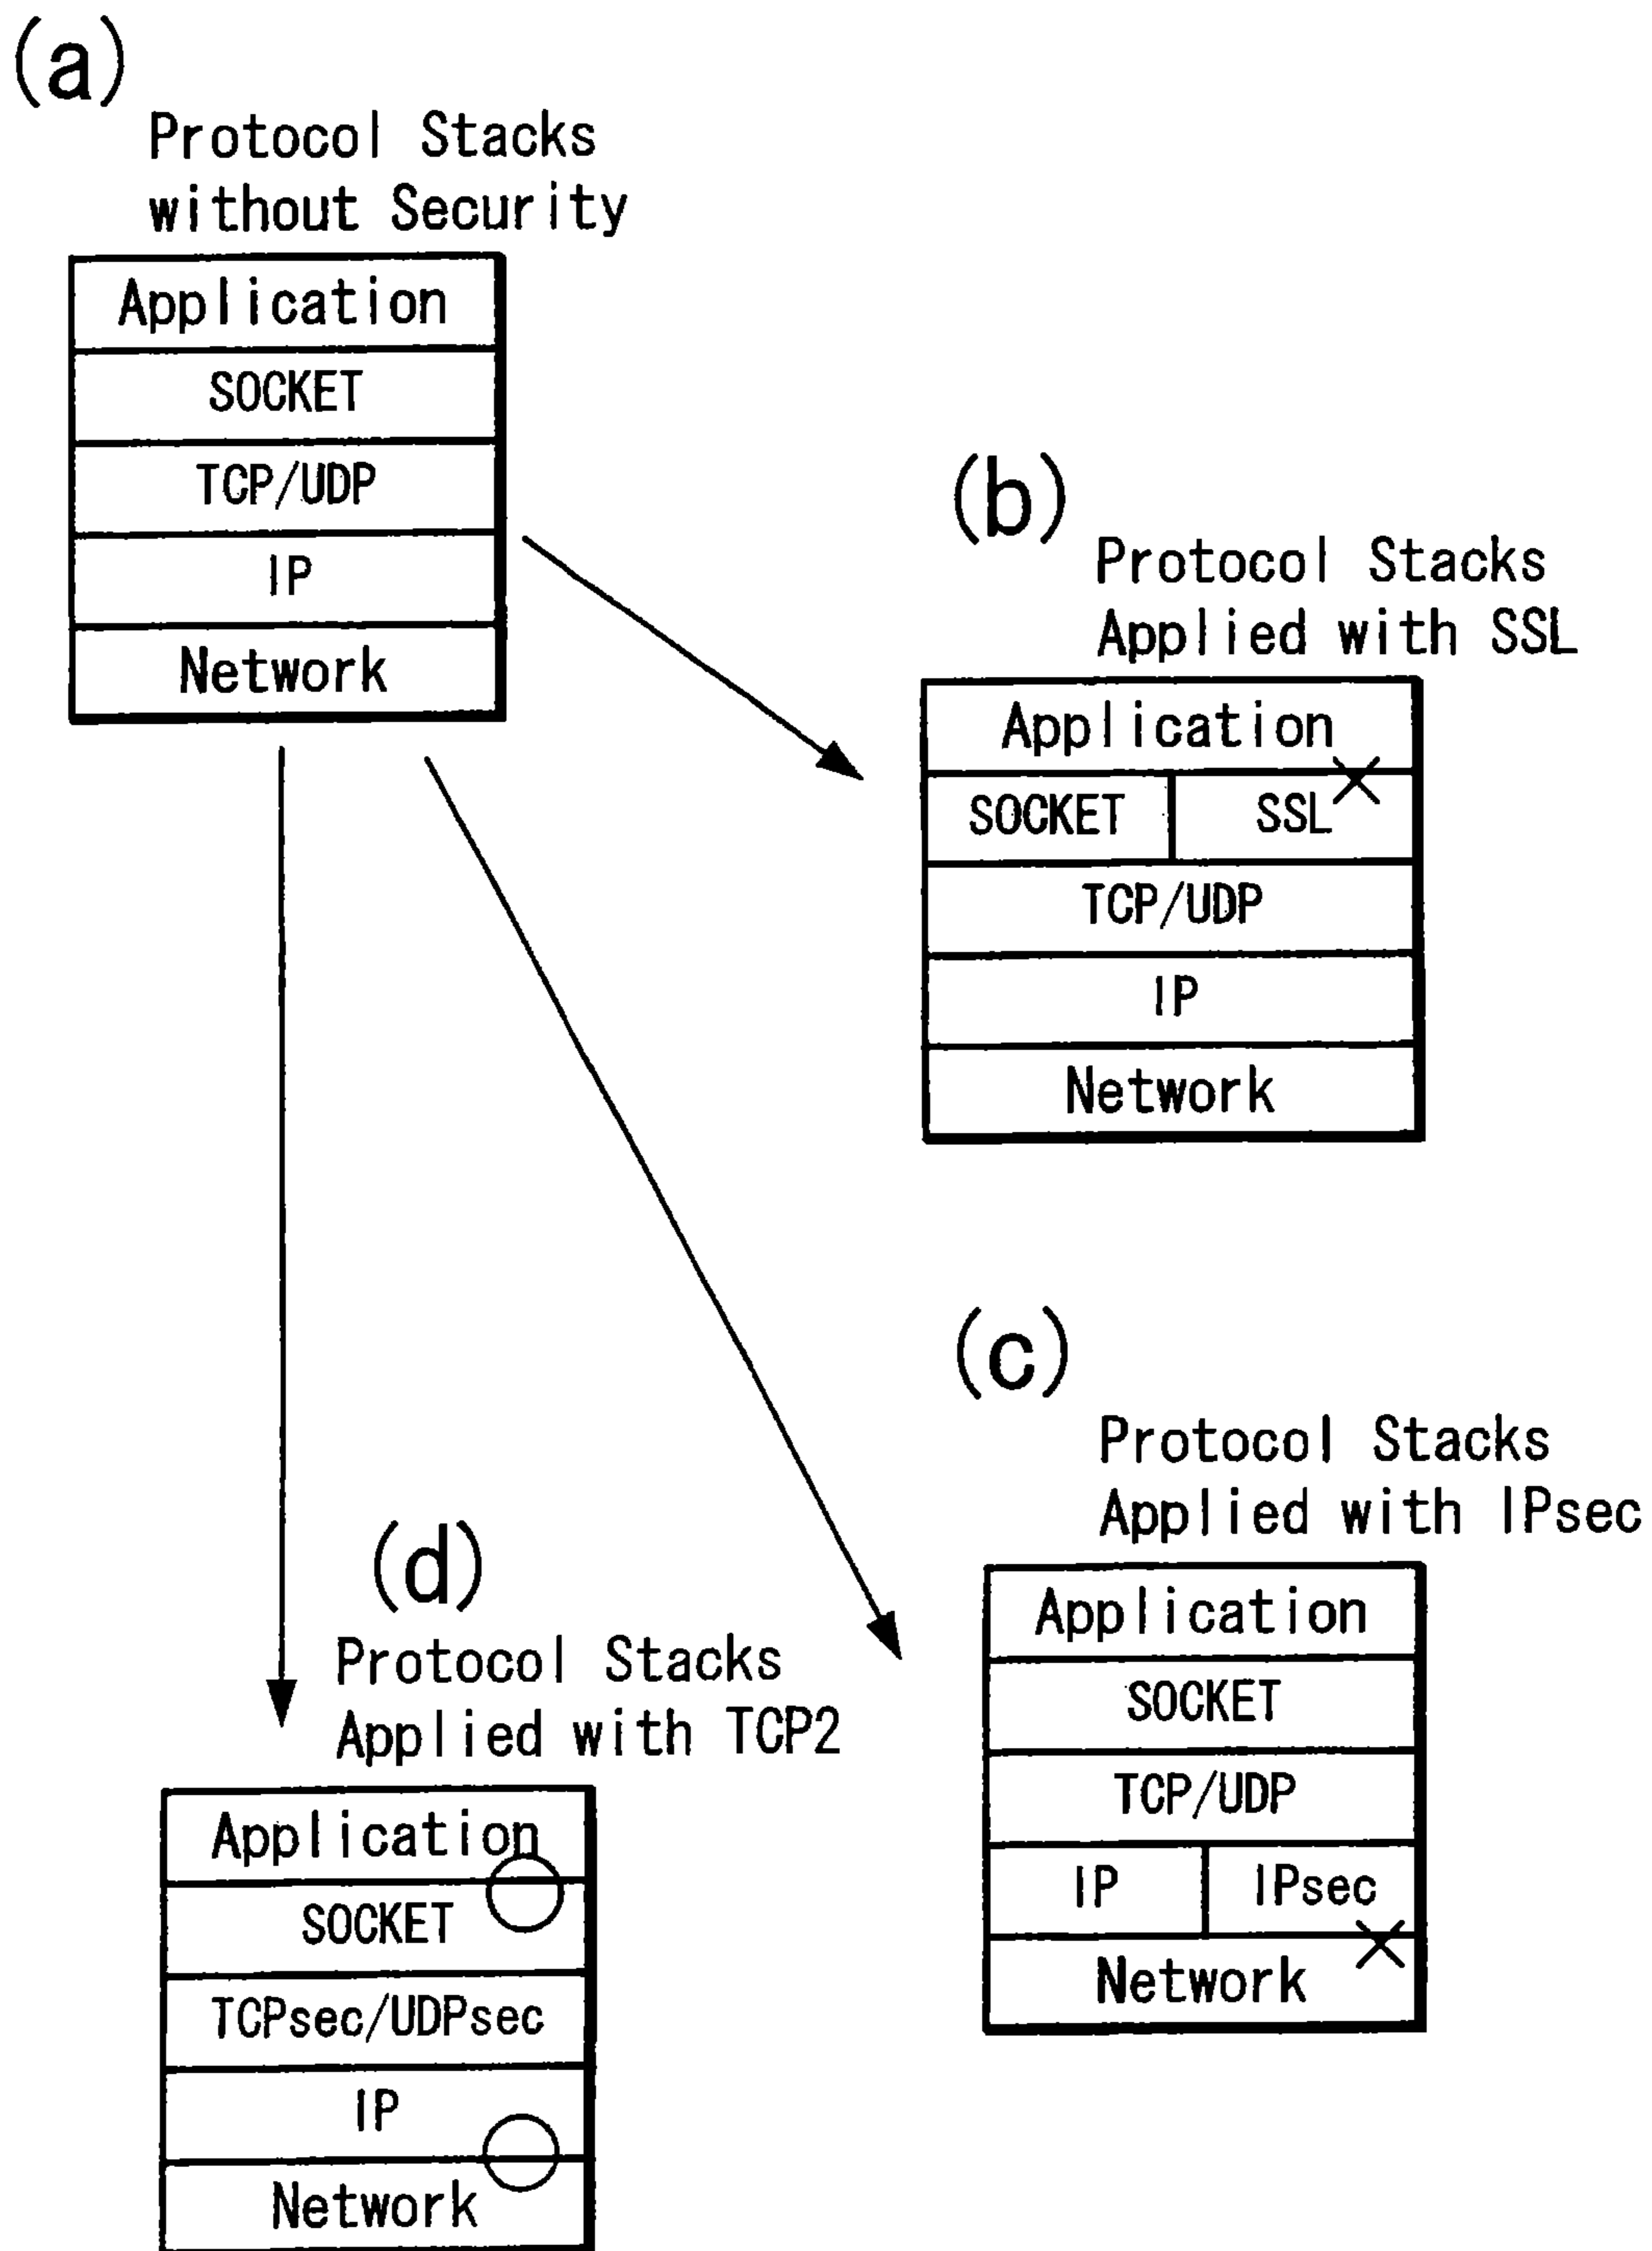 (a)
Protocol Stacks
without Security
Application
SOCKET
TCP/UDP
IP
Network
(b)
Protocol Stacks
Applied with SSL
Application
SOCKET SSL
TCP/UDP
IP
Network
(c)
Protocol Stacks
Applied with IPsec
Application
SOCKET
TCP/UDP
IP IPsec
Network
(d)
Protocol Stacks
Applied with TCP2
Application
SOCKET
TCPsec/UDPsec
IP
Network